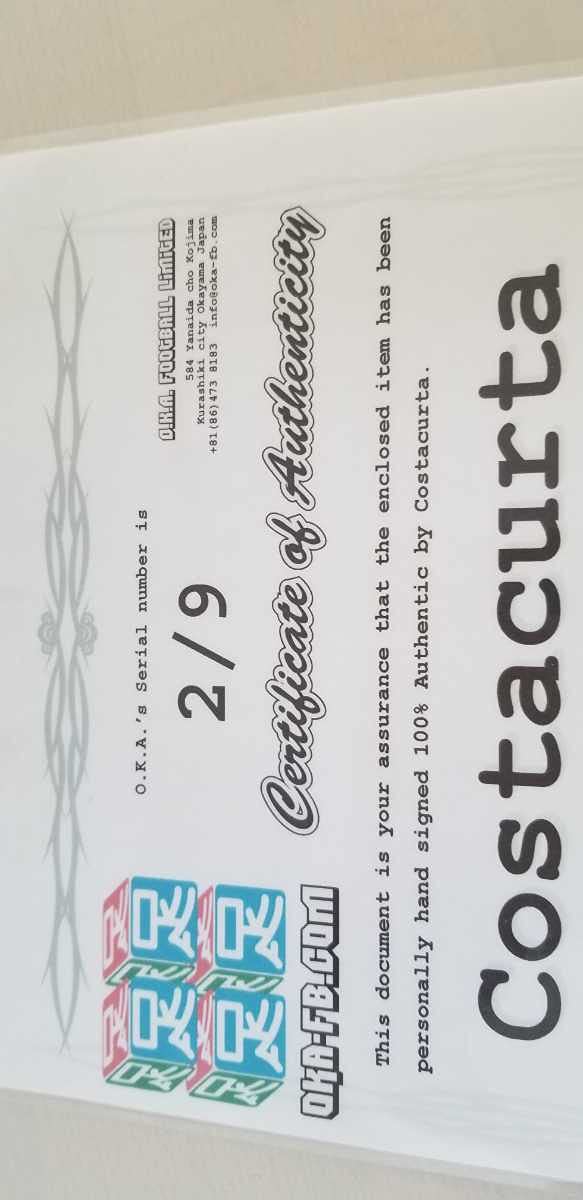 O.K.A.'s Serial number is
2/9
O.K.A. FOOTBALL LIMITED
584 Yanaida cho Kojima
Kurashiki city Okayama Japan
+81(86)473 8183 info@oka-fb.com
OKA-FB.COM
Certificate of Authenticity
This document is your assurance that the enclosed item has been
personally hand signed 100% Authentic by Costacurta.
Costacurta